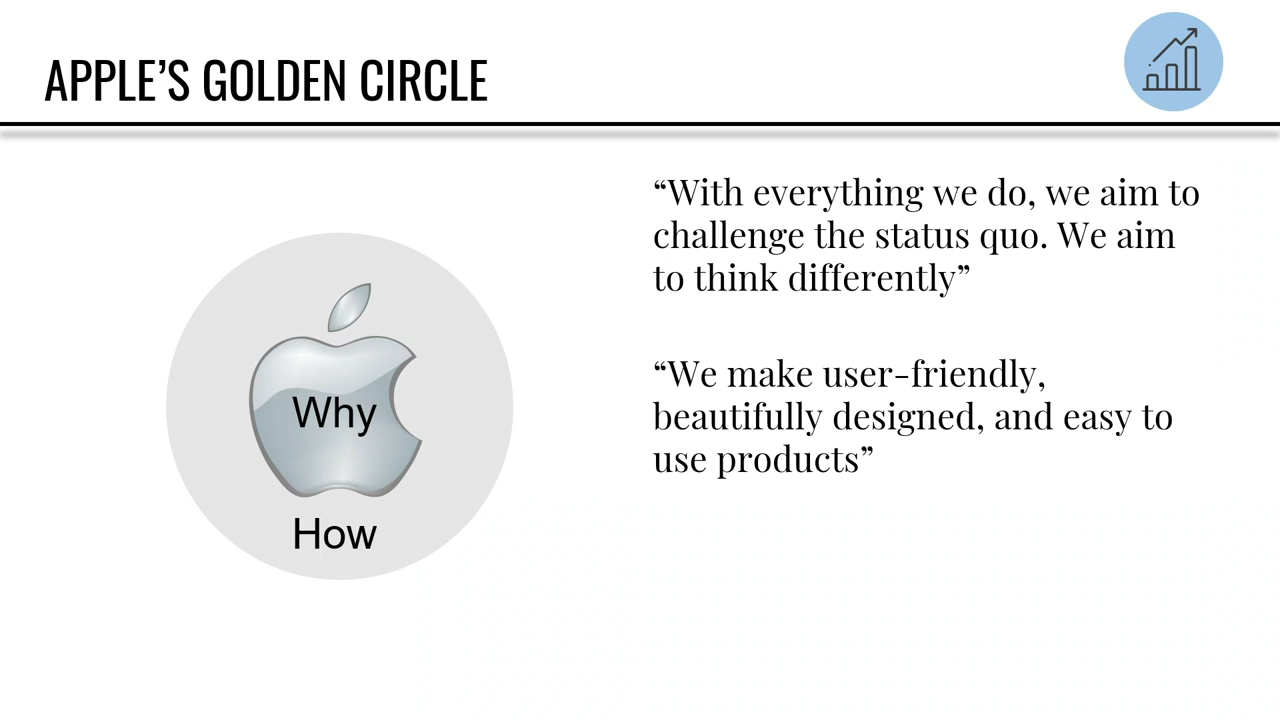 APPLE’S GOLDEN CIRCLE
“With everything we do, we aim to
challenge the status quo. We aim
to think differently”
“We make user-friendly,
beautifully designed, and easy to
use products”
Why
How